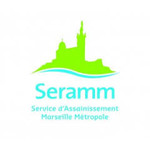 Seramm
Service d'Assainissement
Marseille Métropole